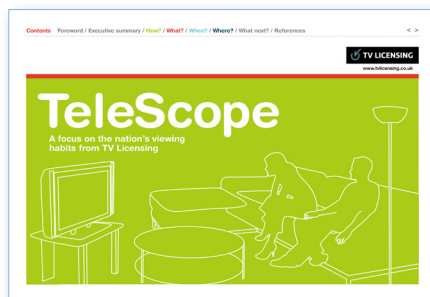 Contents Foreword / Executive summary / How? / What? / When? / Where? / What next? / References < >
TV LICENSING
www.tvlicensing.co.uk
TeleScope
A focus on the nation's viewing
habits from TV Licensing